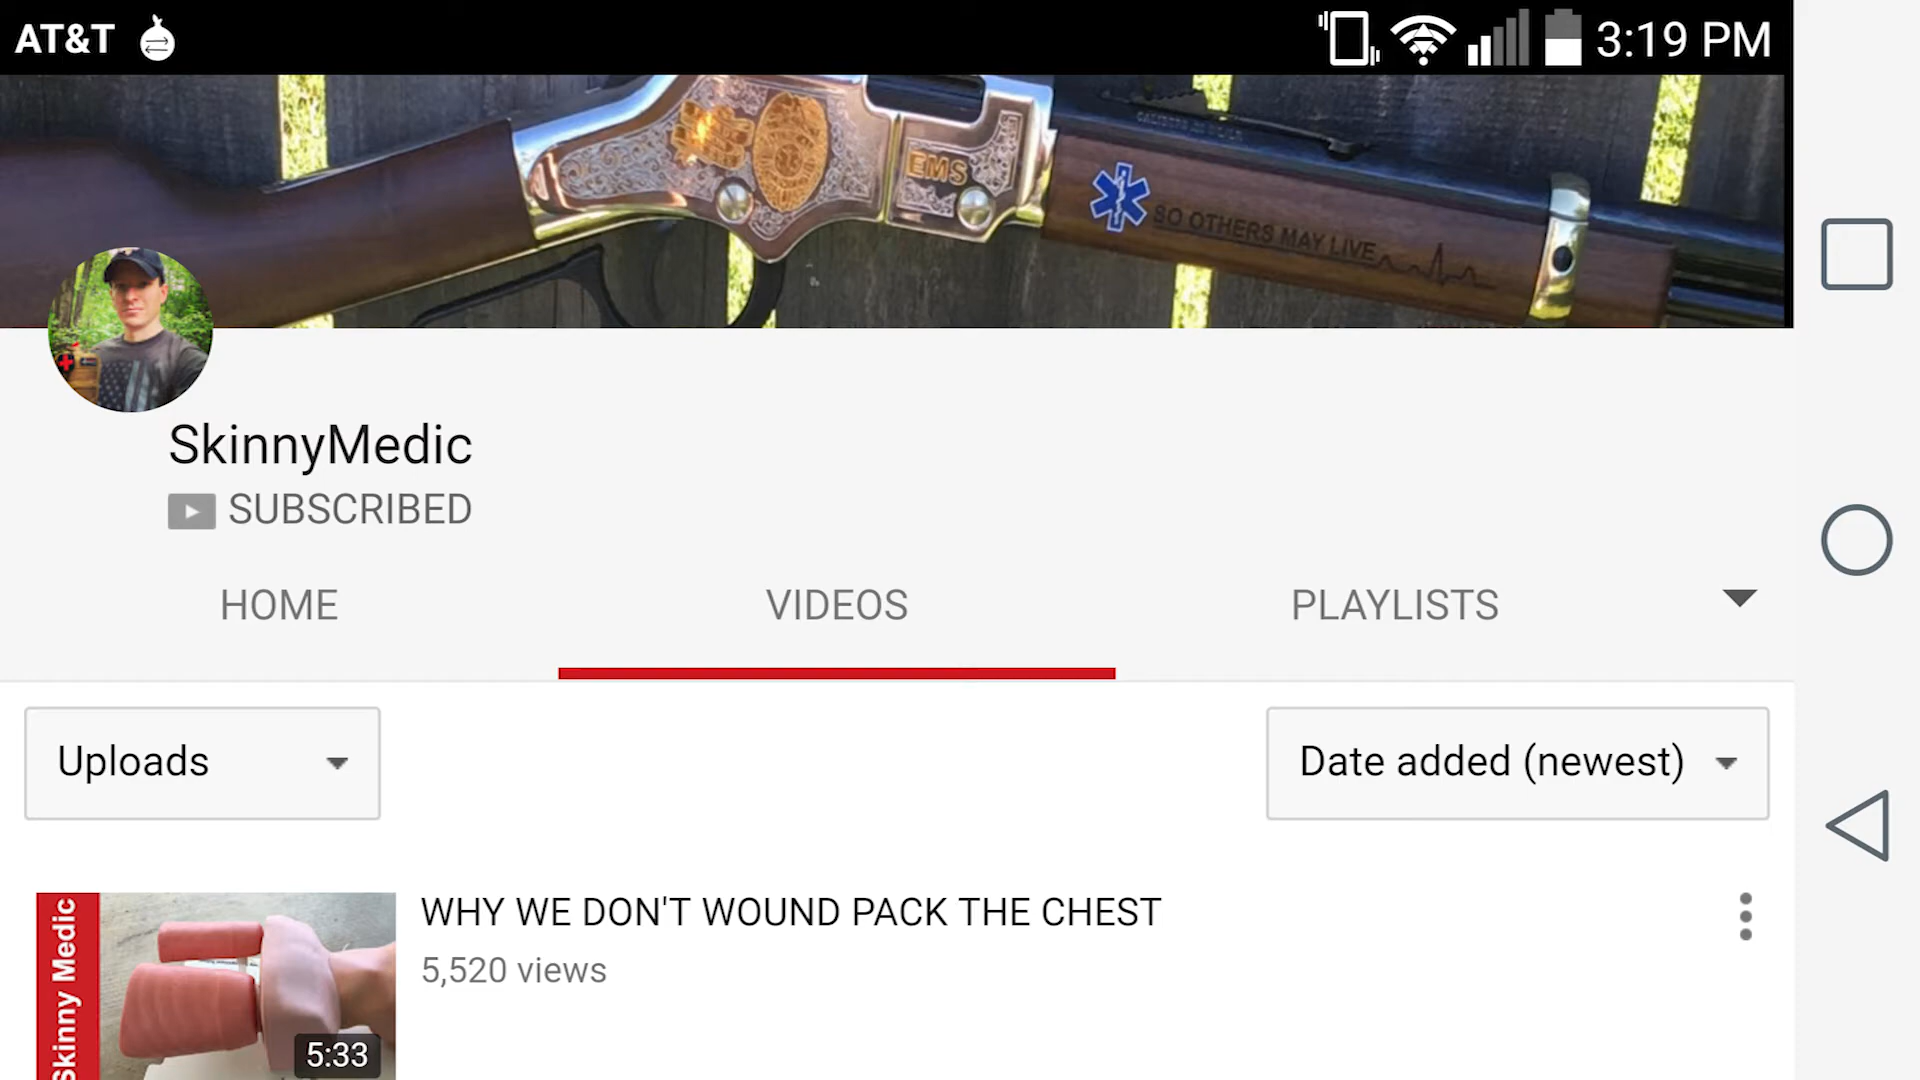 AT&T
3:19 PM
EMS
SO OTHERS MAY LIVE
SkinnyMedic
SUBSCRIBED
HOME
VIDEOS
PLAYLISTS
Uploads
Date added (newest)
Skinny Medic
WHY WE DON'T WOUND PACK THE CHEST
5,520 views
5:33